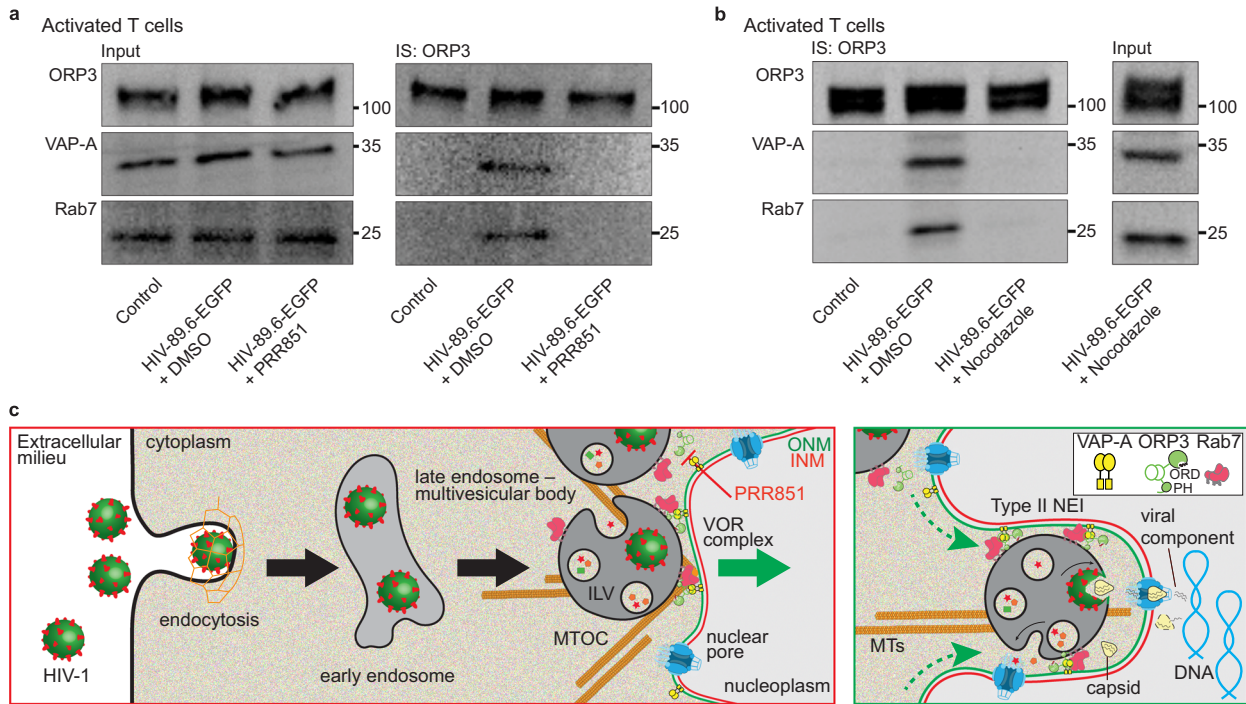 a
Activated T cells
Input
IS: ORP3
ORP3
100
100
VAP-A
35
35
Rab7
25
25
Control
HIV-89.6-EGFP
+ DMSO
HIV-89.6-EGFP
+ PRR851
Control
HIV-89.6-EGFP
+ DMSO
HIV-89.6-EGFP
+ PRR851
b
Activated T cells
IS: ORP3
Input
ORP3
100
100
VAP-A
35
35
Rab7
25
25
Control
HIV-89.6-EGFP
+ DMSO
HIV-89.6-EGFP
+ Nocodazole
HIV-89.6-EGFP
+ Nocodazole
c
Extracellular
milieu
cytoplasm
HIV-1
endocytosis
early endosome
late endosome –
multivesicular body
ILV
MTOC
ONM
INM
PRR851
VOR
complex
nuclear
pore
nucleoplasm
VAP-A ORP3 Rab7
ORD
PH
Type II NEI
viral
component
MTs
capsid
DNA